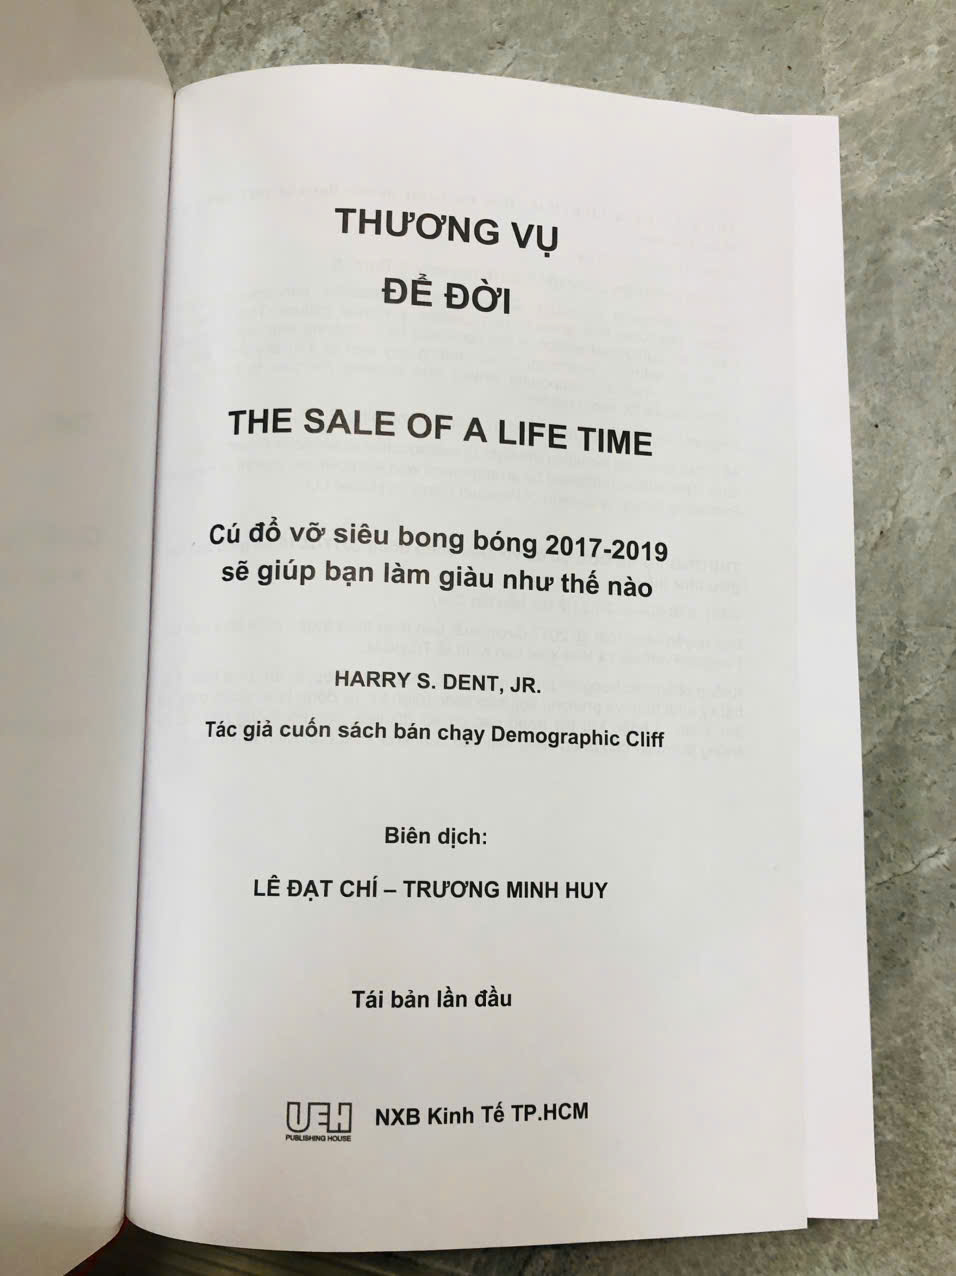 THƯƠNG VỤ
ĐỂ ĐỜI
THE SALE OF A LIFE TIME
Cú đổ vỡ siêu bong bóng 2017-2019
sẽ giúp bạn làm giàu như thế nào
HARRY S. DENT, JR.
Tác giả cuốn sách bán chạy Demographic Cliff
Biên dịch:
LÊ ĐẠT CHÍ – TRƯƠNG MINH HUY
Tái bản lần đầu
UEH
PUBLISHING HOUSE
NXB Kinh Tế TP.HCM